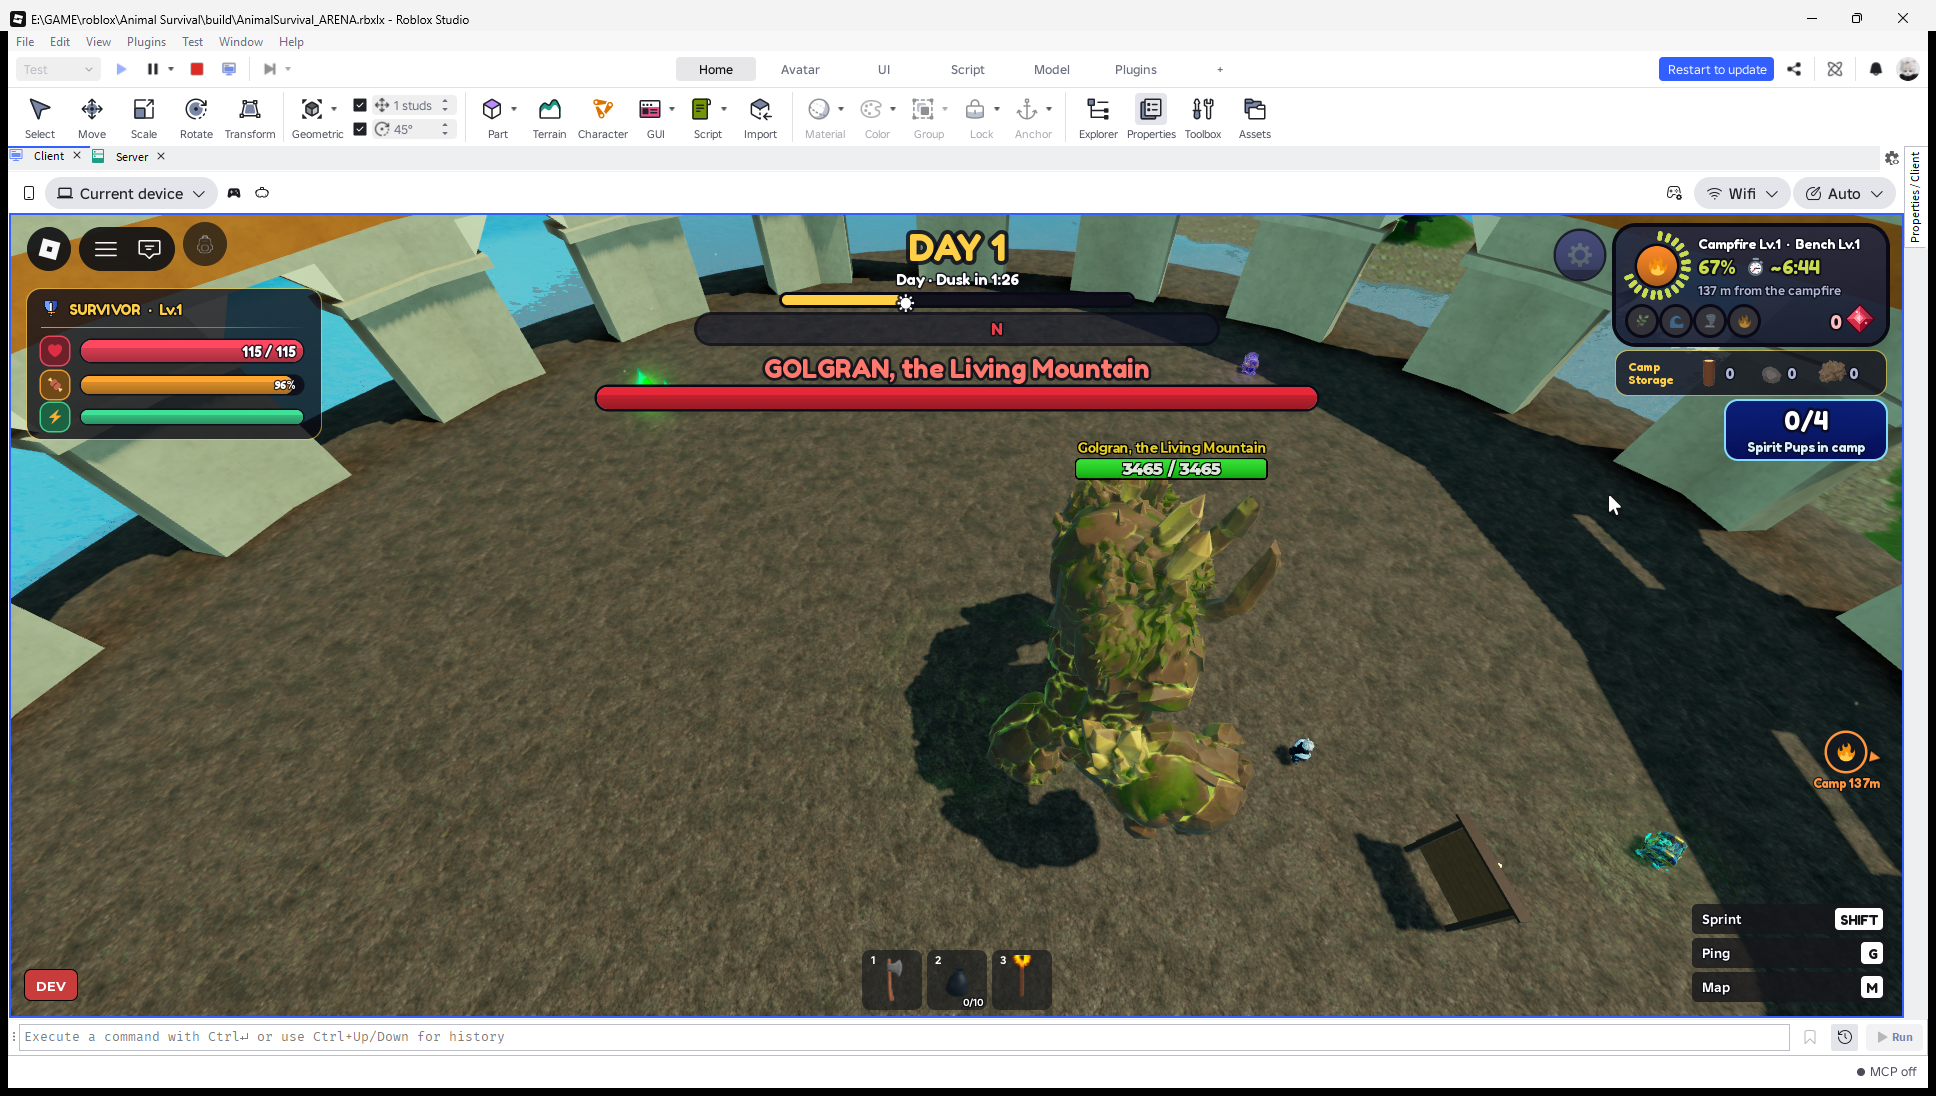 E:\GAME\roblox\Animal Survival\build\AnimalSurvival_ARENA.rbxlx - Roblox Studio
File Edit View Plugins Test Window Help
Test
Home Avatar UI Script Model Plugins +
Restart to update
Select Move Scale Rotate Transform
Geometric
1 studs
45°
Part Terrain Character GUI Script Import
Material Color Group Lock Anchor
Explorer Properties Toolbox Assets
Client
Server
Properties / Client
Current device
Wifi
Auto
DAY 1
Day · Dusk in 1:26
N
GOLGRAN, the Living Mountain
SURVIVOR · Lv.1
115 / 115
96%
Campfire Lv.1 · Bench Lv.1
67% ~6:44
137 m from the campfire
0
Camp Storage
0 0 0
0/4
Spirit Pups in camp
Golgran, the Living Mountain
3465 / 3465
Camp 137m
Sprint SHIFT
Ping G
Map M
1
2
0/10
3
DEV
Execute a command with Ctrl↵ or use Ctrl+Up/Down for history
Run
MCP off